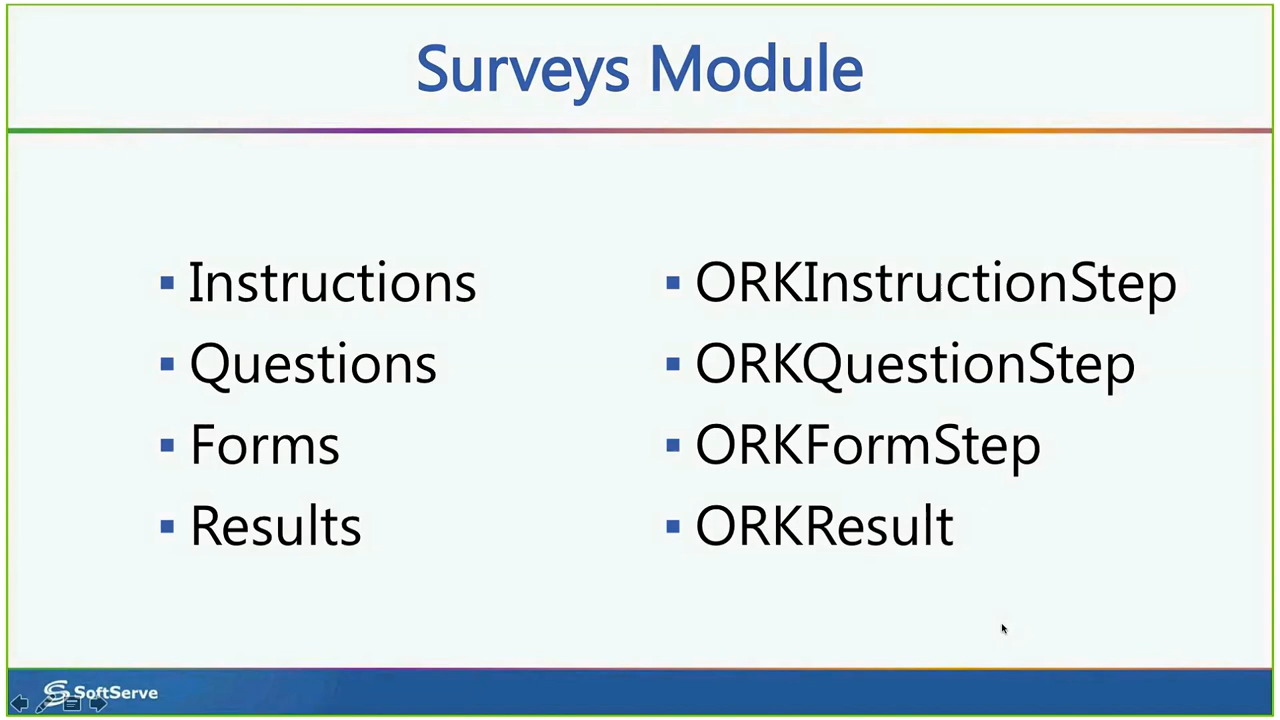 Surveys Module
Instructions
Questions
Forms
Results
ORKInstructionStep
ORKQuestionStep
ORKFormStep
ORKResult
SoftServe